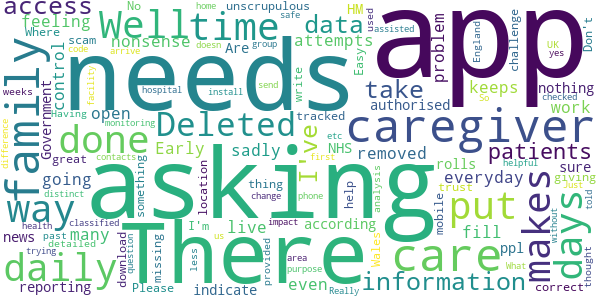 access Well time data HM unscrupulous home safe
No scam Are assisted used
feeling nonsense attempts Easy group problem England Don't
Where control write challenge UK yes
weeks code arrive needs app
family Government facility hospital install take keeps nothing
Having open Deleted tracked authorised work checked So
difference monitoring etc send caregiver
done Early sadly NHS removed rolls patients
great going something I've location makes sure
way asking thing trust everyday giving
distinct contacts I'm help mobile put days
many classified change analysis fill ppl Just
news health past question live according phone first told
trying missing less impact Wales helpful without
daily detailed download There us area care information
reporting Please indicate even provided purpose What thought
Really doesn correct